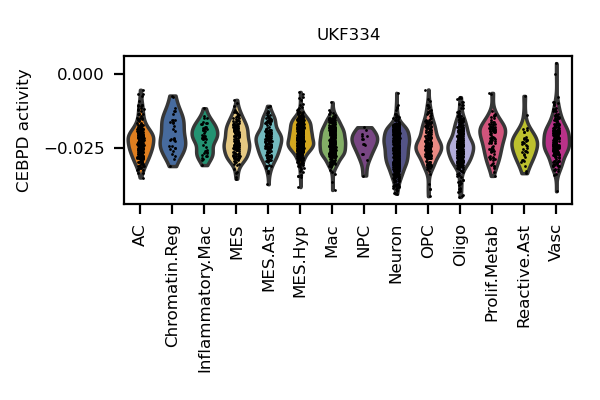 UKF334
CEBPD activity
0.000
−0.025
AC
Chromatin.Reg
Inflammatory.Mac
MES
MES.Ast
MES.Hyp
Mac
NPC
Neuron
OPC
Oligo
Prolif.Metab
Reactive.Ast
Vasc